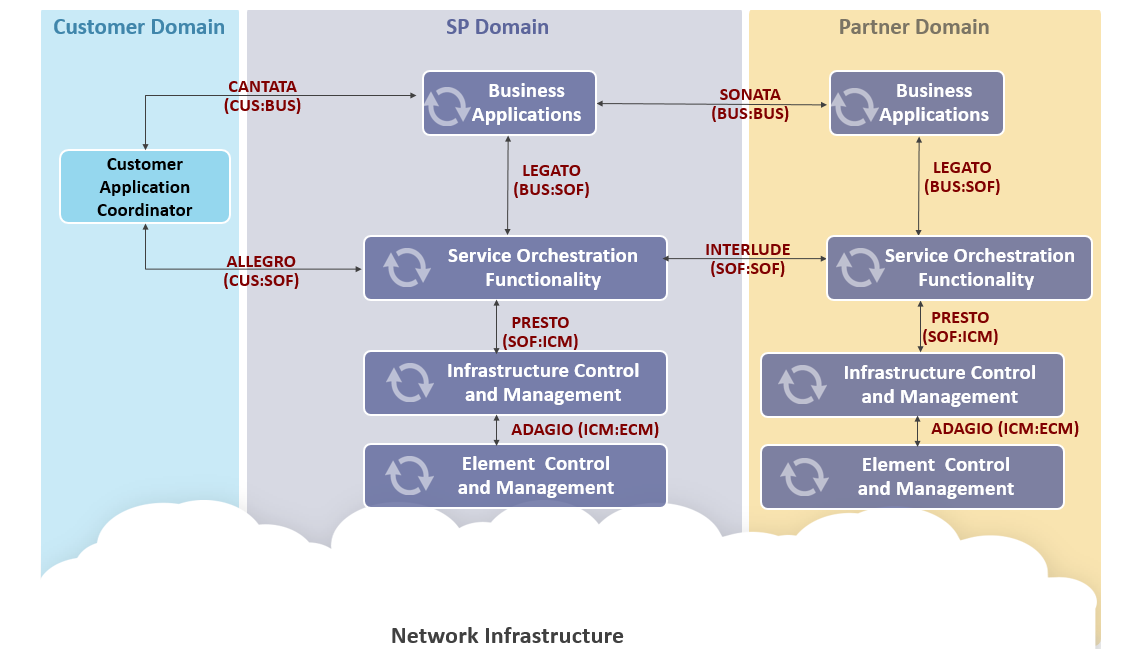 Customer Domain
SP Domain
Partner Domain
CANTATA
(CUS:BUS)
Business
Applications
SONATA
(BUS:BUS)
Business
Applications
Customer
Application
Coordinator
LEGATO
(BUS:SOF)
LEGATO
(BUS:SOF)
ALLEGRO
(CUS:SOF)
Service Orchestration
Functionality
INTERLUDE
(SOF:SOF)
Service Orchestration
Functionality
PRESTO
(SOF:ICM)
PRESTO
(SOF:ICM)
Infrastructure Control
and Management
Infrastructure Control
and Management
ADAGIO (ICM:ECM)
ADAGIO (ICM:ECM)
Element Control
and Management
Element Control
and Management
Network Infrastructure